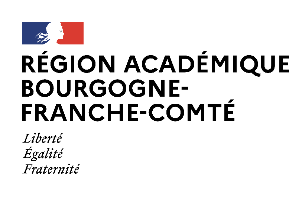 RÉGION ACADÉMIQUE
BOURGOGNE-
FRANCHE-COMTÉ
Liberté
Égalité
Fraternité